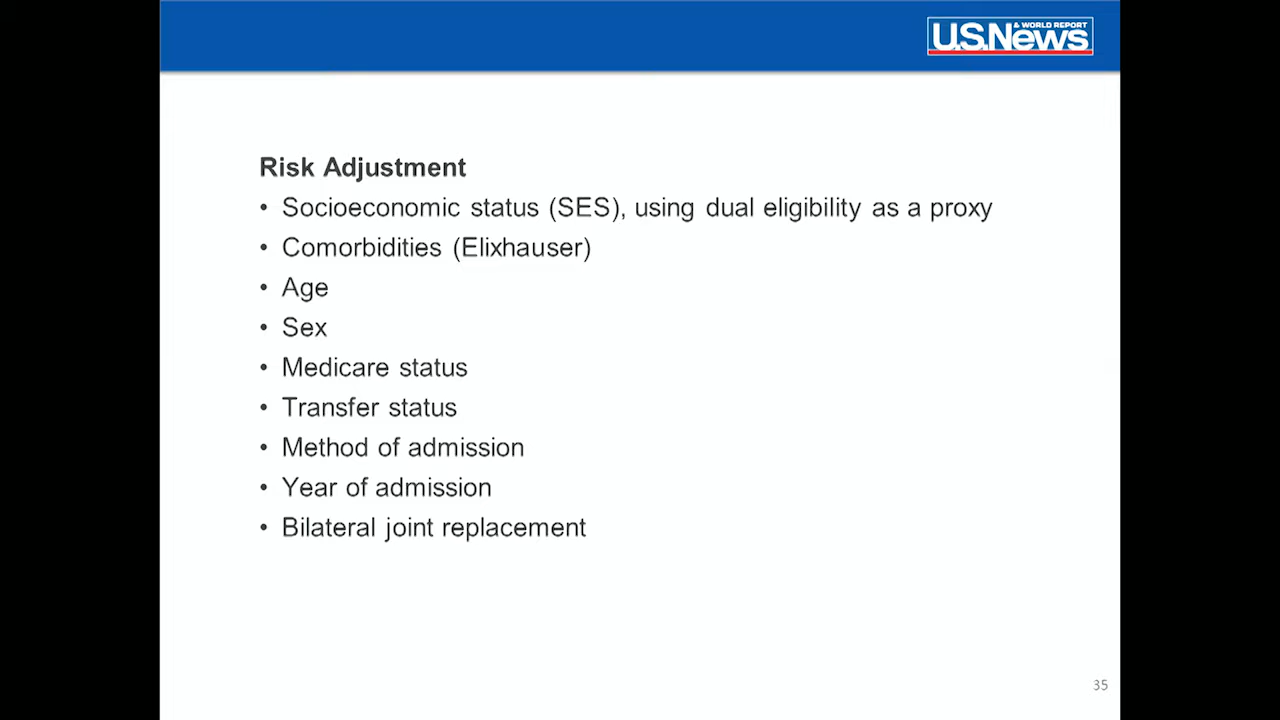 & WORLD REPORT
U.S.News
Risk Adjustment
• Socioeconomic status (SES), using dual eligibility as a proxy
• Comorbidities (Elixhauser)
• Age
• Sex
• Medicare status
• Transfer status
• Method of admission
• Year of admission
• Bilateral joint replacement
35